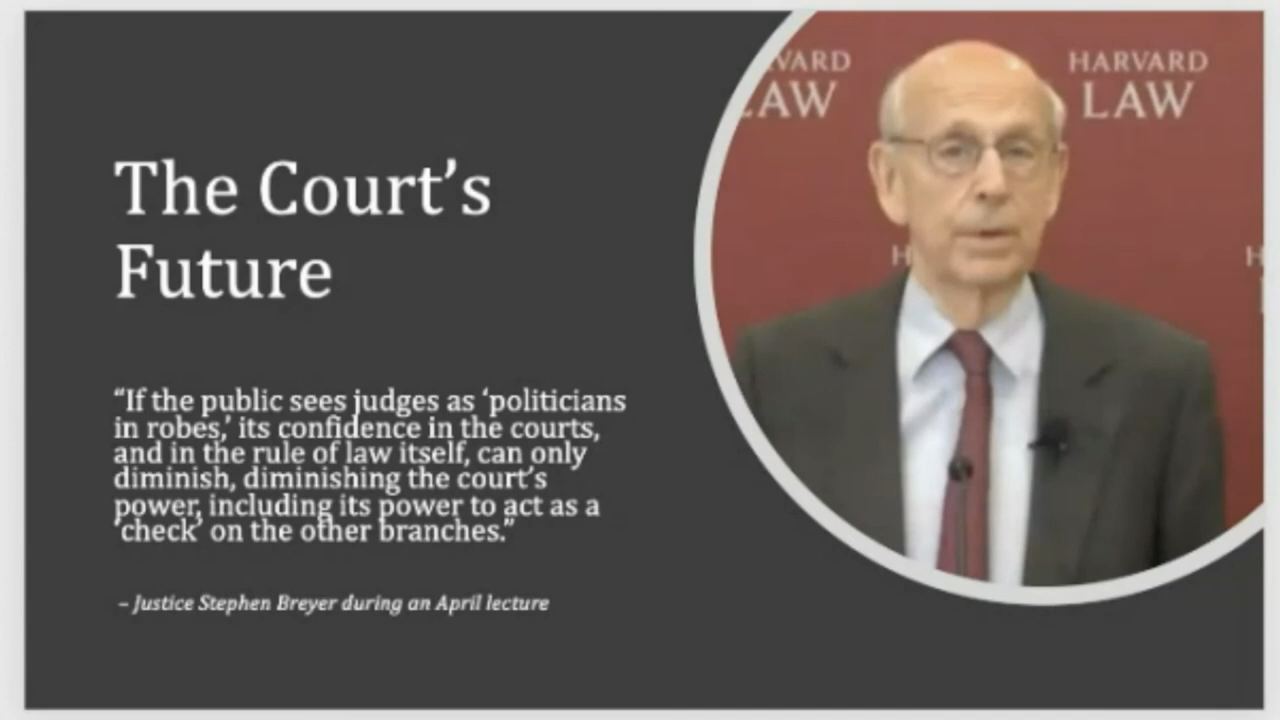 The Court’s
Future
“If the public sees judges as ‘politicians
in robes,’ its confidence in the courts,
and in the rule of law itself, can only
diminish, diminishing the court’s
power, including its power to act as a
‘check’ on the other branches.”
– Justice Stephen Breyer during an April lecture
HARVARD
LAW